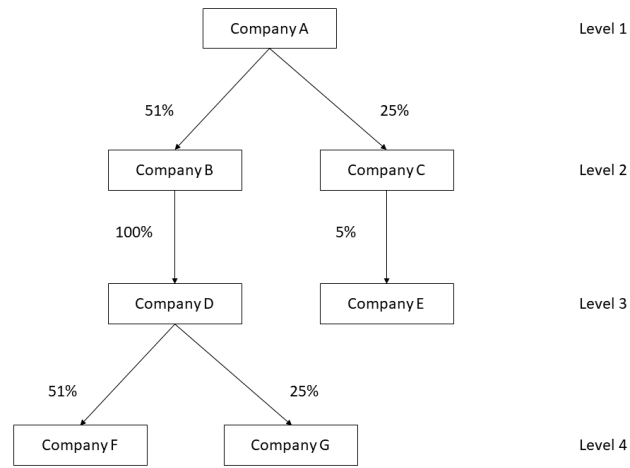 Company A
Level 1
51%
25%
Company B
Company C
Level 2
100%
5%
Company D
Company E
Level 3
51%
25%
Company F
Company G
Level 4